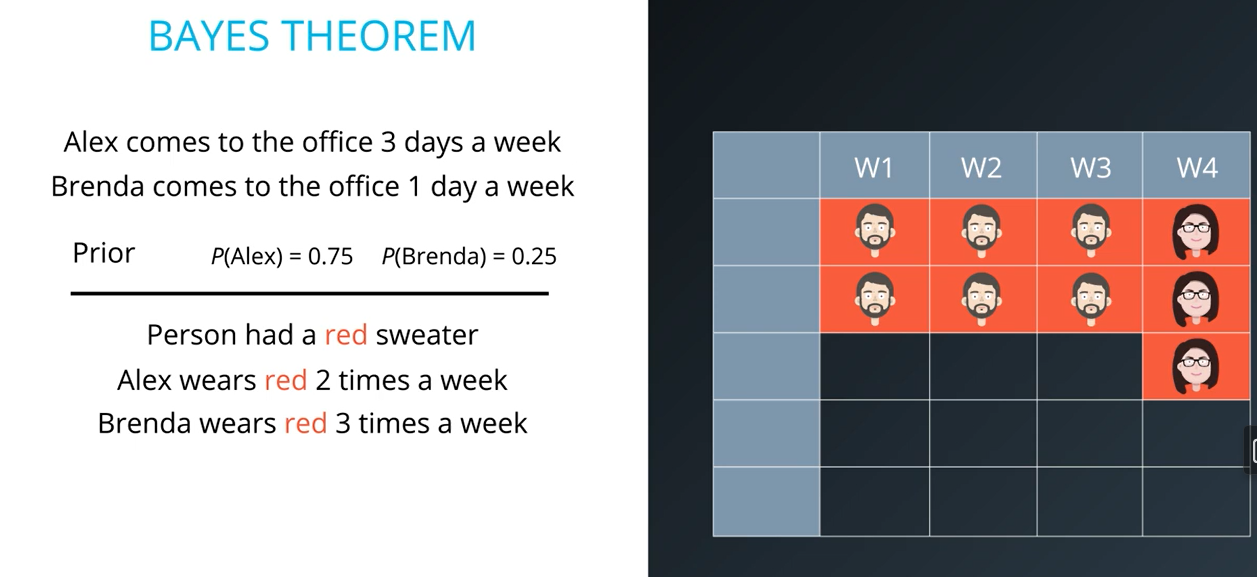 BAYES THEOREM
Alex comes to the office 3 days a week
Brenda comes to the office 1 day a week
Prior P(Alex) = 0.75 P(Brenda) = 0.25
Person had a red sweater
Alex wears red 2 times a week
Brenda wears red 3 times a week
W1 W2 W3 W4